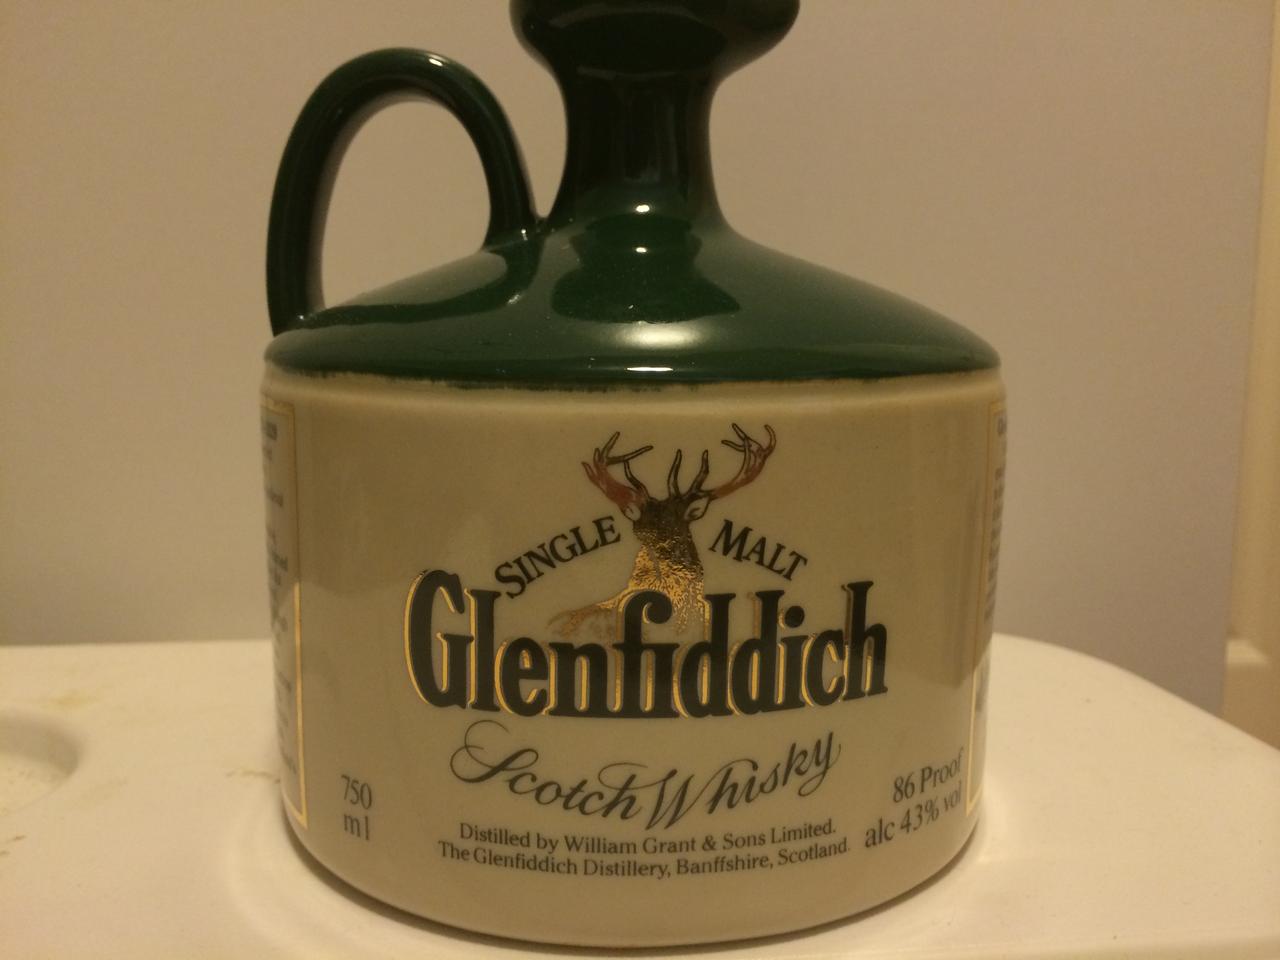 SINGLE MALT
Glenfiddich
Scotch Whisky
750
ml
86 Proof
alc 43% vol
Distilled by William Grant & Sons Limited.
The Glenfiddich Distillery, Banffshire, Scotland.